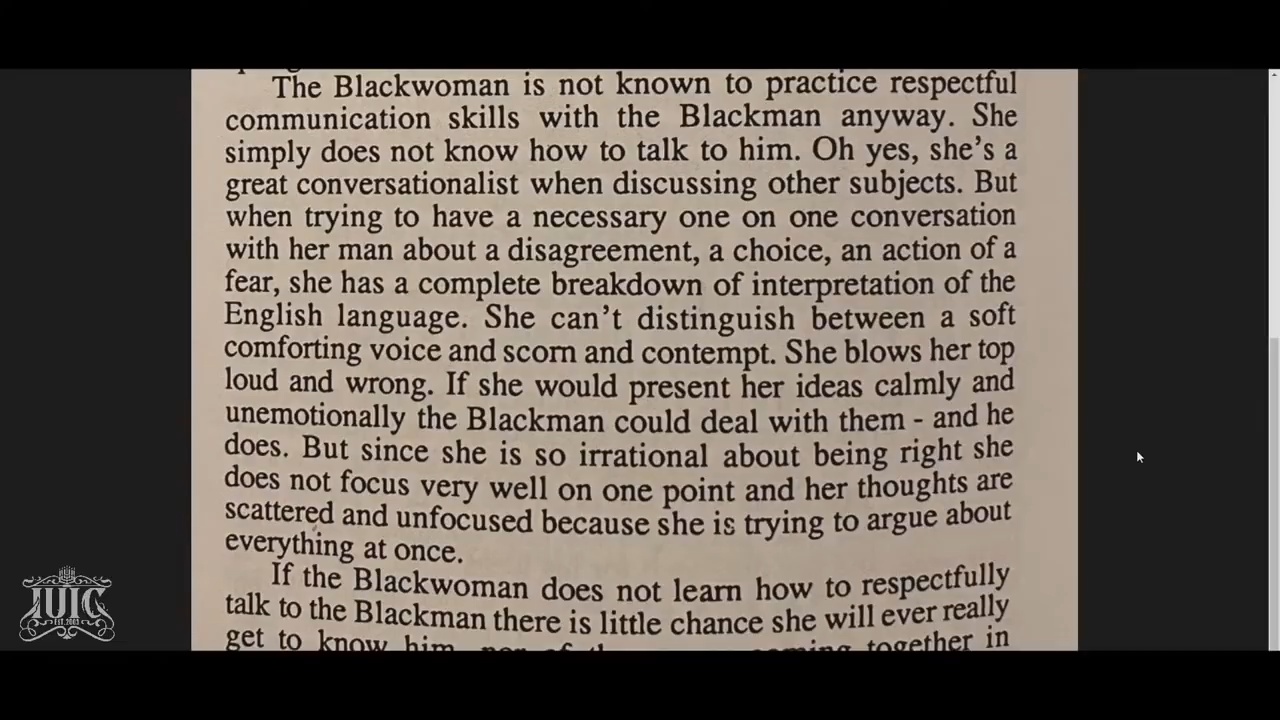 The Blackwoman is not known to practice respectful
communication skills with the Blackman anyway. She
simply does not know how to talk to him. Oh yes, she's a
great conversationalist when discussing other subjects. But
when trying to have a necessary one on one conversation
with her man about a disagreement, a choice, an action of a
fear, she has a complete breakdown of interpretation of the
English language. She can't distinguish between a soft
comforting voice and scorn and contempt. She blows her top
loud and wrong. If she would present her ideas calmly and
unemotionally the Blackman could deal with them - and he
does. But since she is so irrational about being right she
does not focus very well on one point and her thoughts are
scattered and unfocused because she is trying to argue about
everything at once.
If the Blackwoman does not learn how to respectfully
talk to the Blackman there is little chance she will ever really
get to know him, together in
IUIC
EST. 2003